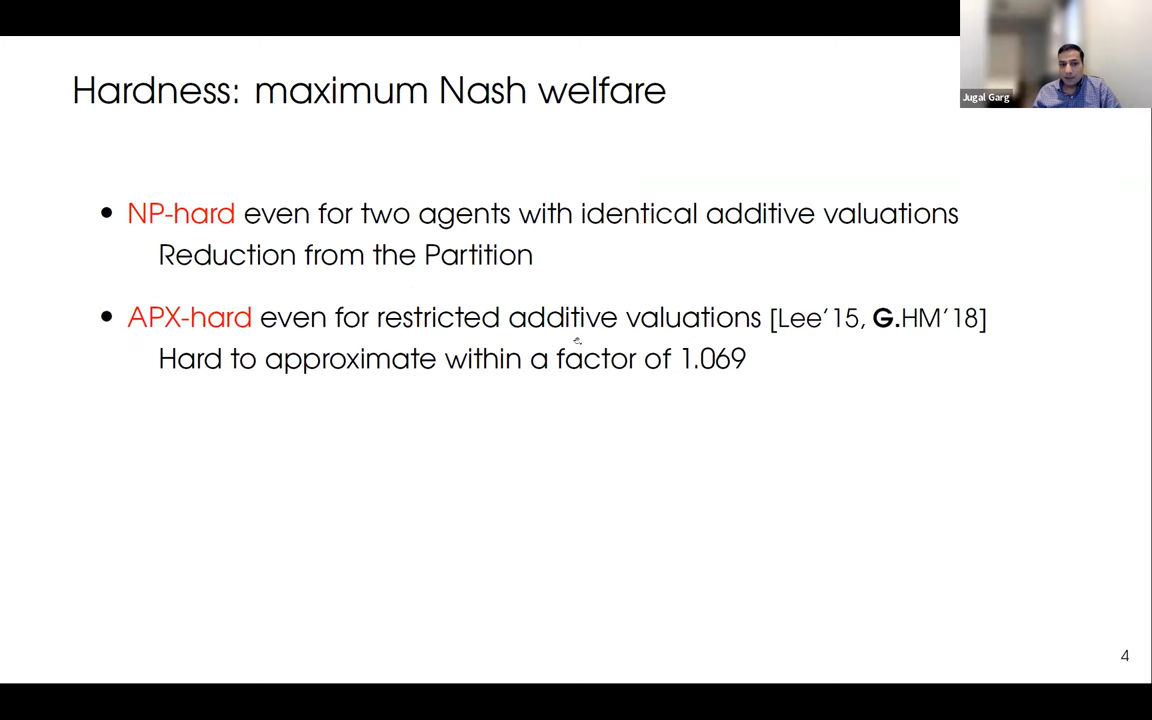 Hardness: maximum Nash welfare
Jugal Garg
• NP-hard even for two agents with identical additive valuations
Reduction from the Partition
• APX-hard even for restricted additive valuations [Lee’15, G.HM’18]
Hard to approximate within a factor of 1.069
4